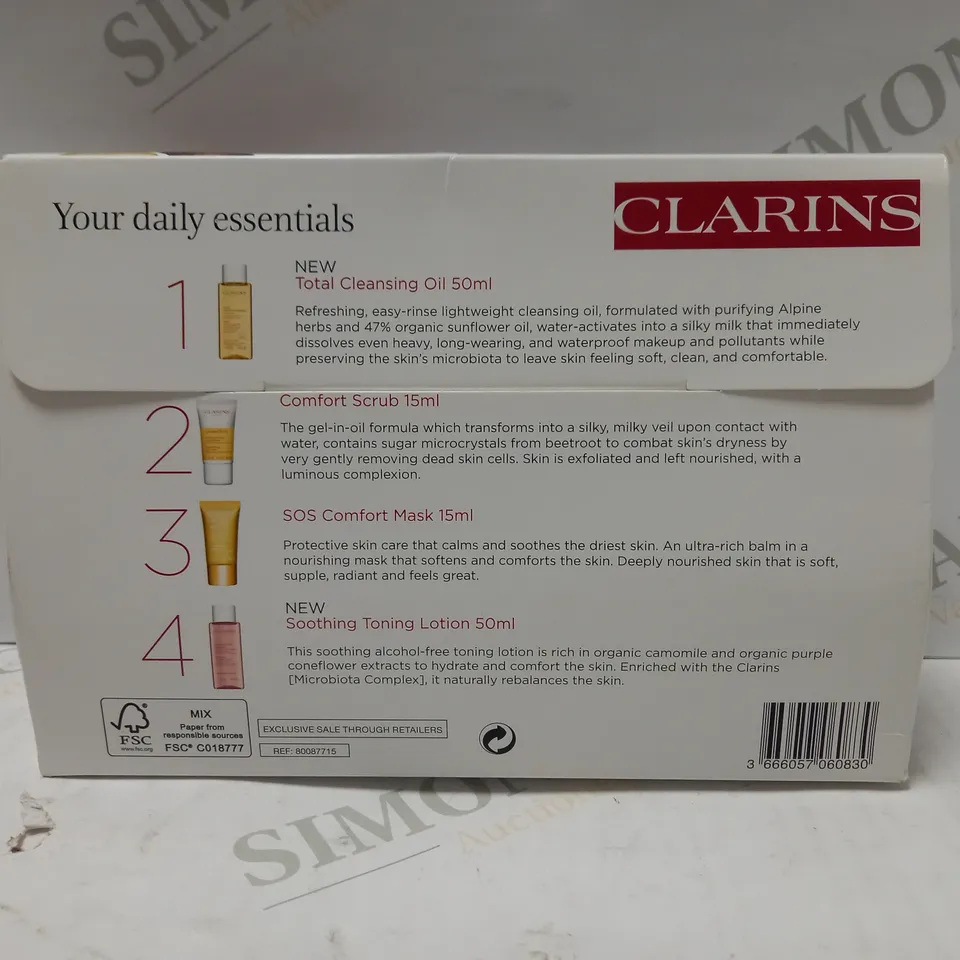 Your daily essentials
CLARINS
1
NEW
Total Cleansing Oil 50ml
Refreshing, easy-rinse lightweight cleansing oil, formulated with purifying Alpine
herbs and 47% organic sunflower oil, water-activates into a silky milk that immediately
dissolves even heavy, long-wearing, and waterproof makeup and pollutants while
preserving the skin's microbiota to leave skin feeling soft, clean, and comfortable.
2
Comfort Scrub 15ml
The gel-in-oil formula which transforms into a silky, milky veil upon contact with
water, contains sugar microcrystals from beetroot to combat skin's dryness by
very gently removing dead skin cells. Skin is exfoliated and left nourished, with a
luminous complexion.
3
SOS Comfort Mask 15ml
Protective skin care that calms and soothes the driest skin. An ultra-rich balm in a
nourishing mask that softens and comforts the skin. Deeply nourished skin that is soft,
supple, radiant and feels great.
4
NEW
Soothing Toning Lotion 50ml
This soothing alcohol-free toning lotion is rich in organic camomile and organic purple
coneflower extracts to hydrate and comfort the skin. Enriched with the Clarins
[Microbiota Complex], it naturally rebalances the skin.
FSC
www.fsc.org
MIX
Paper from
responsible sources
FSC® C018777
EXCLUSIVE SALE THROUGH RETAILERS
REF: 80087715
3 666057 060830